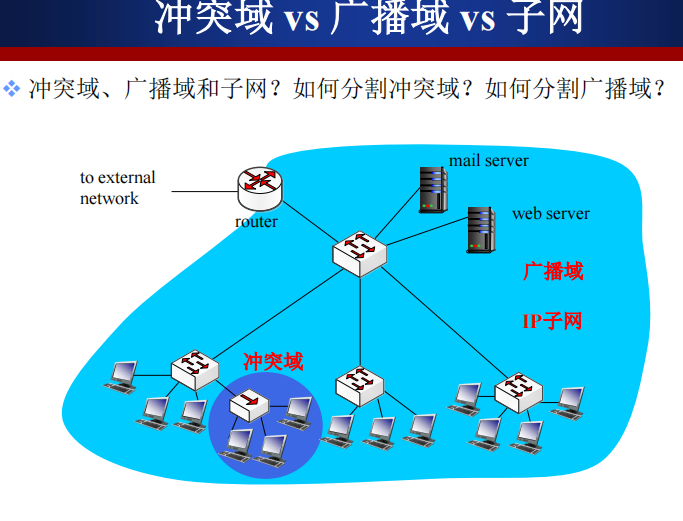 冲突域 vs 广播域 vs 子网
冲突域、广播域和子网？如何分割冲突域？如何分割广播域？
mail server
to external
network
web server
router
广播域
IP子网
冲突域